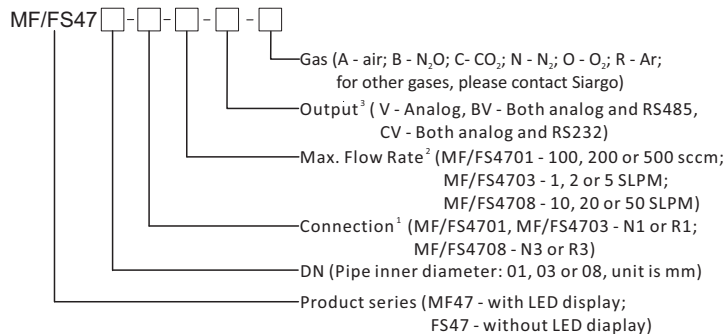 MF/FS47□-□-□-□-□
Gas (A - air; B - N₂O; C- CO₂; N - N₂; O - O₂; R - Ar;
for other gases, please contact Siargo)
Output³ ( V - Analog, BV - Both analog and RS485,
CV - Both analog and RS232)
Max. Flow Rate² (MF/FS4701 - 100, 200 or 500 sccm;
MF/FS4703 - 1, 2 or 5 SLPM;
MF/FS4708 - 10, 20 or 50 SLPM)
Connection¹ (MF/FS4701, MF/FS4703 - N1 or R1;
MF/FS4708 - N3 or R3)
DN (Pipe inner diameter: 01, 03 or 08, unit is mm)
Product series (MF47 - with LED display;
FS47 - without LED diaplay)